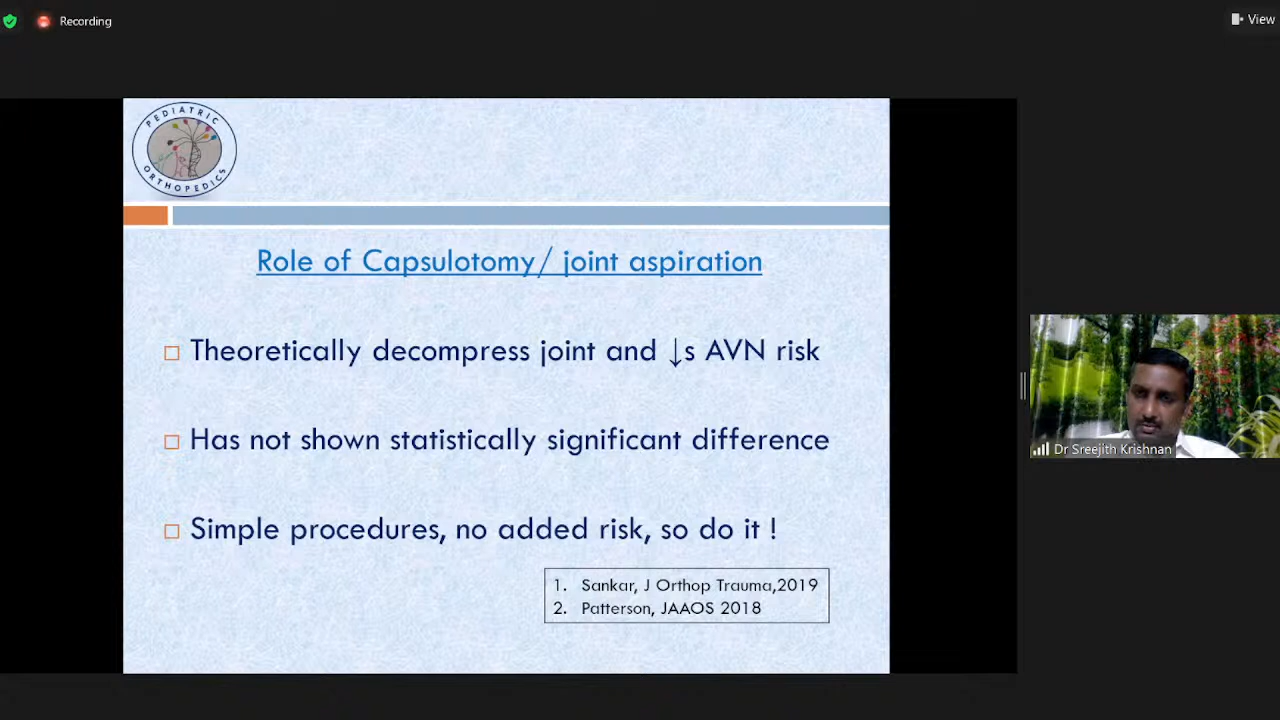 Recording
View
PEDIATRIC
ORTHOPEDICS
Role of Capsulotomy/ joint aspiration
Theoretically decompress joint and ↓s AVN risk
Has not shown statistically significant difference
Simple procedures, no added risk, so do it !
1. Sankar, J Orthop Trauma,2019
2. Patterson, JAAOS 2018
Dr Sreejith Krishnan